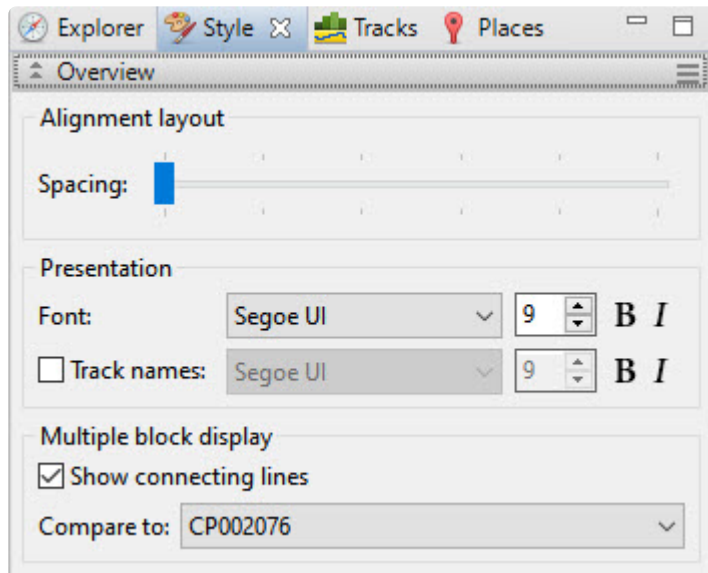 Explorer Style Tracks Places
Overview
Alignment layout
Spacing:
Presentation
Font: Segoe UI 9 B I
Track names: Segoe UI 9 B I
Multiple block display
Show connecting lines
Compare to: CP002076